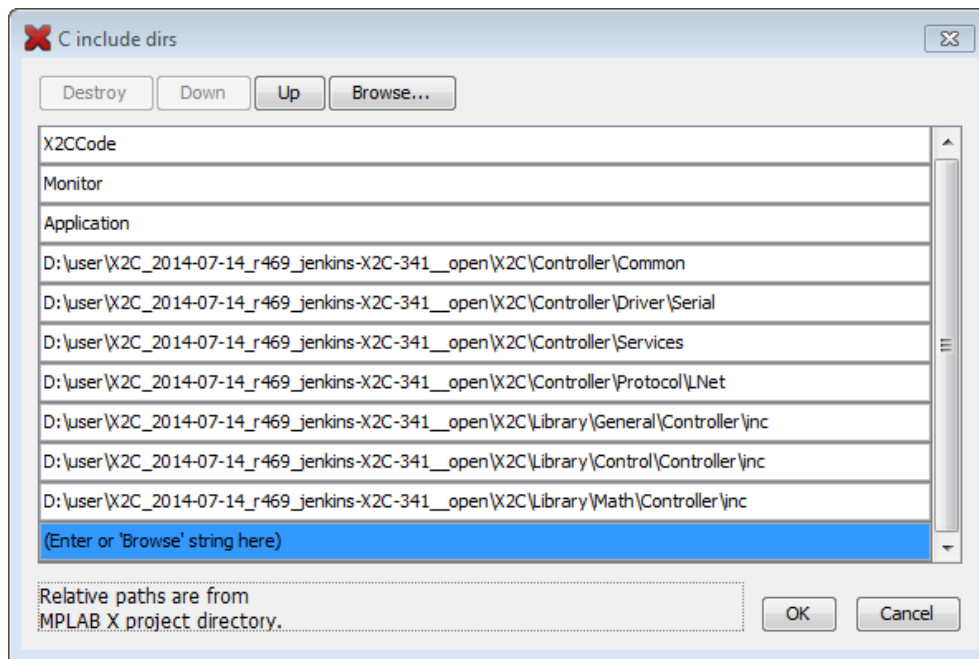 C include dirs
Destroy Down Up Browse...
X2CCode
Monitor
Application
D:\user\X2C_2014-07-14_r469_jenkins-X2C-341__open\X2C\Controller\Common
D:\user\X2C_2014-07-14_r469_jenkins-X2C-341__open\X2C\Controller\Driver\Serial
D:\user\X2C_2014-07-14_r469_jenkins-X2C-341__open\X2C\Controller\Services
D:\user\X2C_2014-07-14_r469_jenkins-X2C-341__open\X2C\Controller\Protocol\LNet
D:\user\X2C_2014-07-14_r469_jenkins-X2C-341__open\X2C\Library\General\Controller\inc
D:\user\X2C_2014-07-14_r469_jenkins-X2C-341__open\X2C\Library\Control\Controller\inc
D:\user\X2C_2014-07-14_r469_jenkins-X2C-341__open\X2C\Library\Math\Controller\inc
(Enter or 'Browse' string here)
Relative paths are from
MPLAB X project directory.
OK Cancel